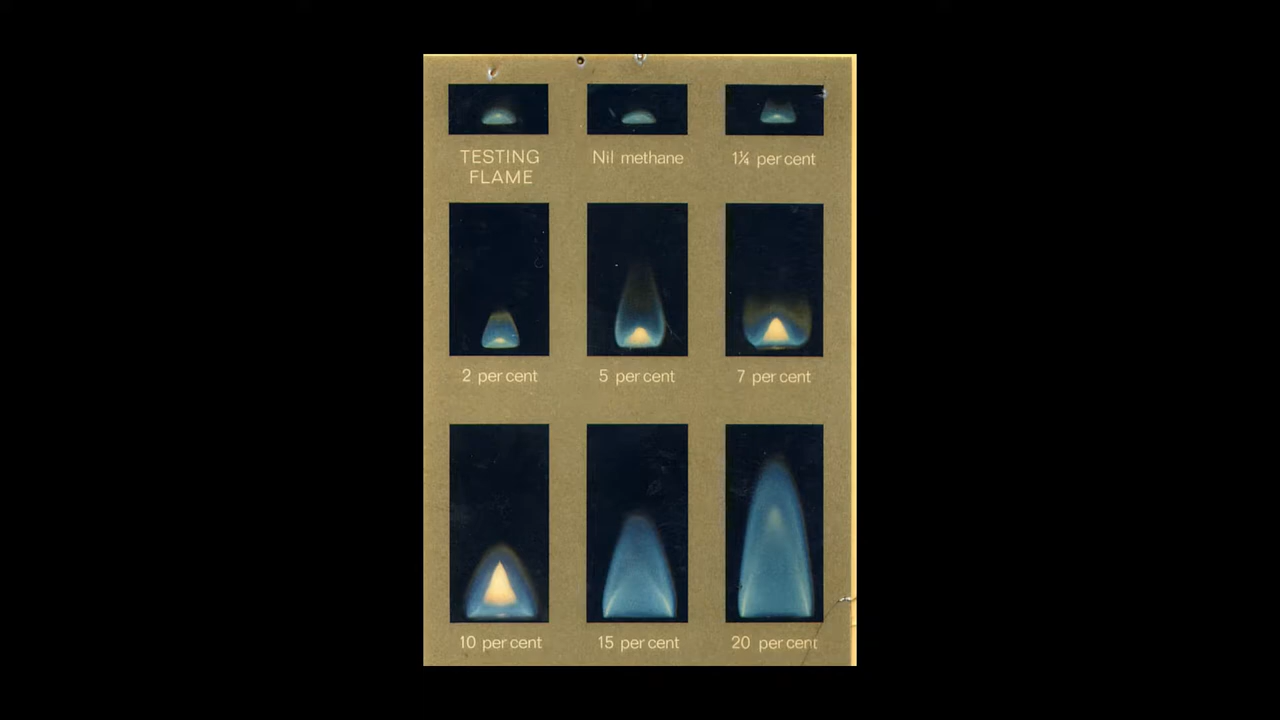 TESTING
FLAME
Nil methane
1¼ per cent
2 per cent
5 per cent
7 per cent
10 per cent
15 per cent
20 per cent